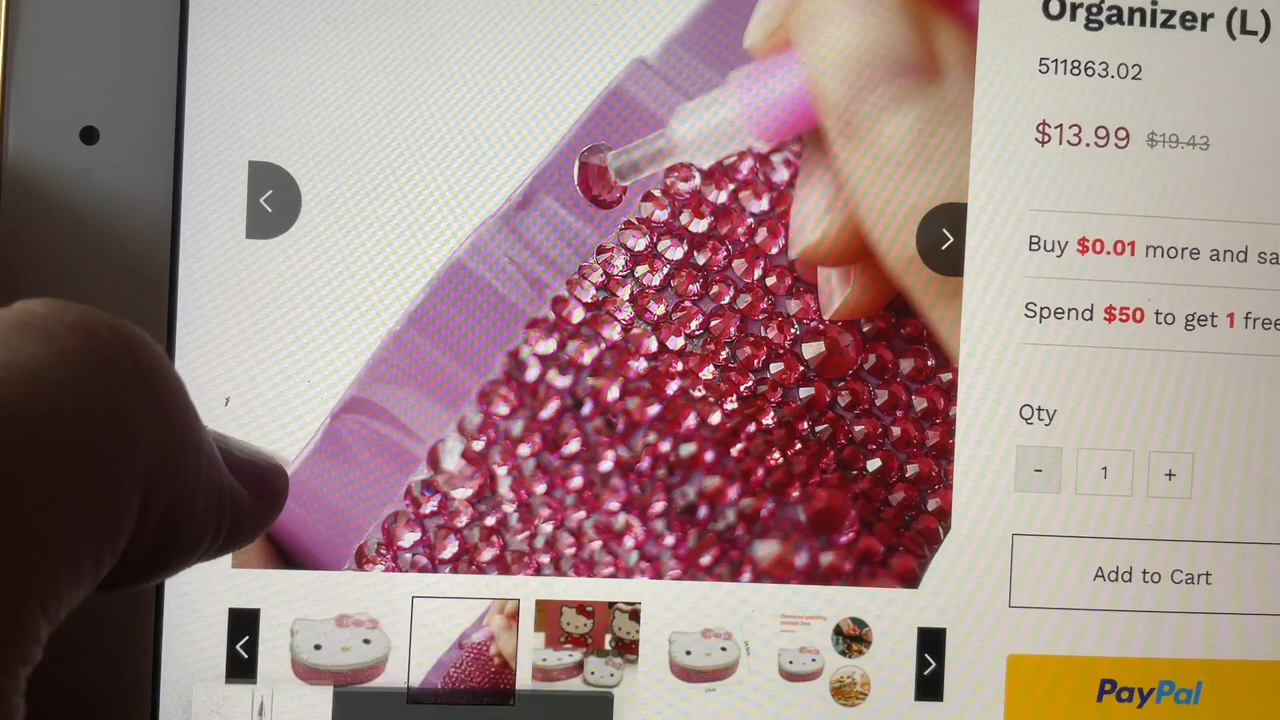 Organizer (L)
511863.02
$13.99 $19.43
Buy $0.01 more and sa
Spend $50 to get 1 free
Qty
- 1 +
Add to Cart
PayPal